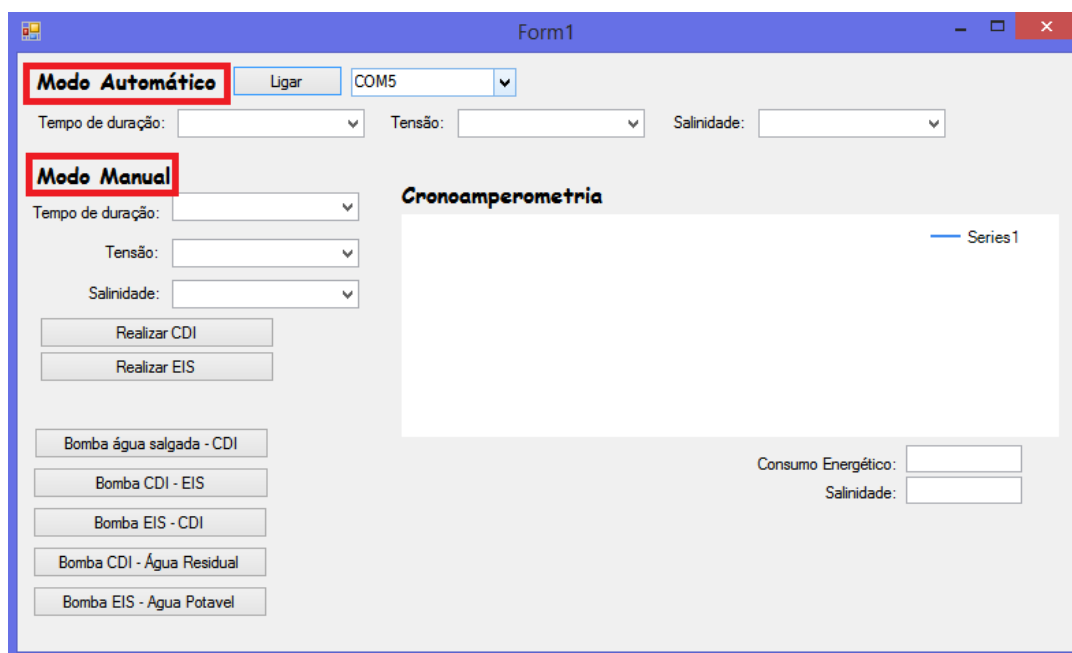 Form1
Modo Automático
Ligar
COM5
Tempo de duração:
Tensão:
Salinidade:
Modo Manual
Tempo de duração:
Tensão:
Salinidade:
Realizar CDI
Realizar EIS
Cronoamperometria
Series1
Bomba água salgada - CDI
Bomba CDI - EIS
Bomba EIS - CDI
Bomba CDI - Água Residual
Bomba EIS - Agua Potavel
Consumo Energético:
Salinidade: